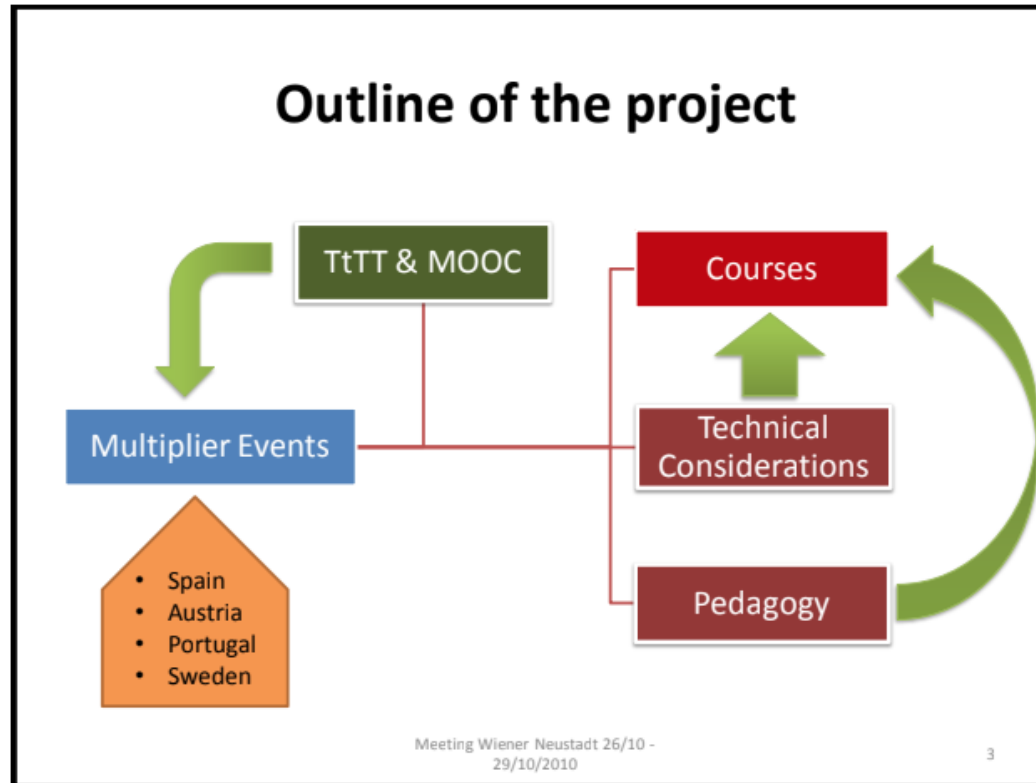 Outline of the project
TtTT & MOOC
Courses
Multiplier Events
Technical
Considerations
• Spain
• Austria
• Portugal
• Sweden
Pedagogy
Meeting Wiener Neustadt 26/10 -
29/10/2010
3